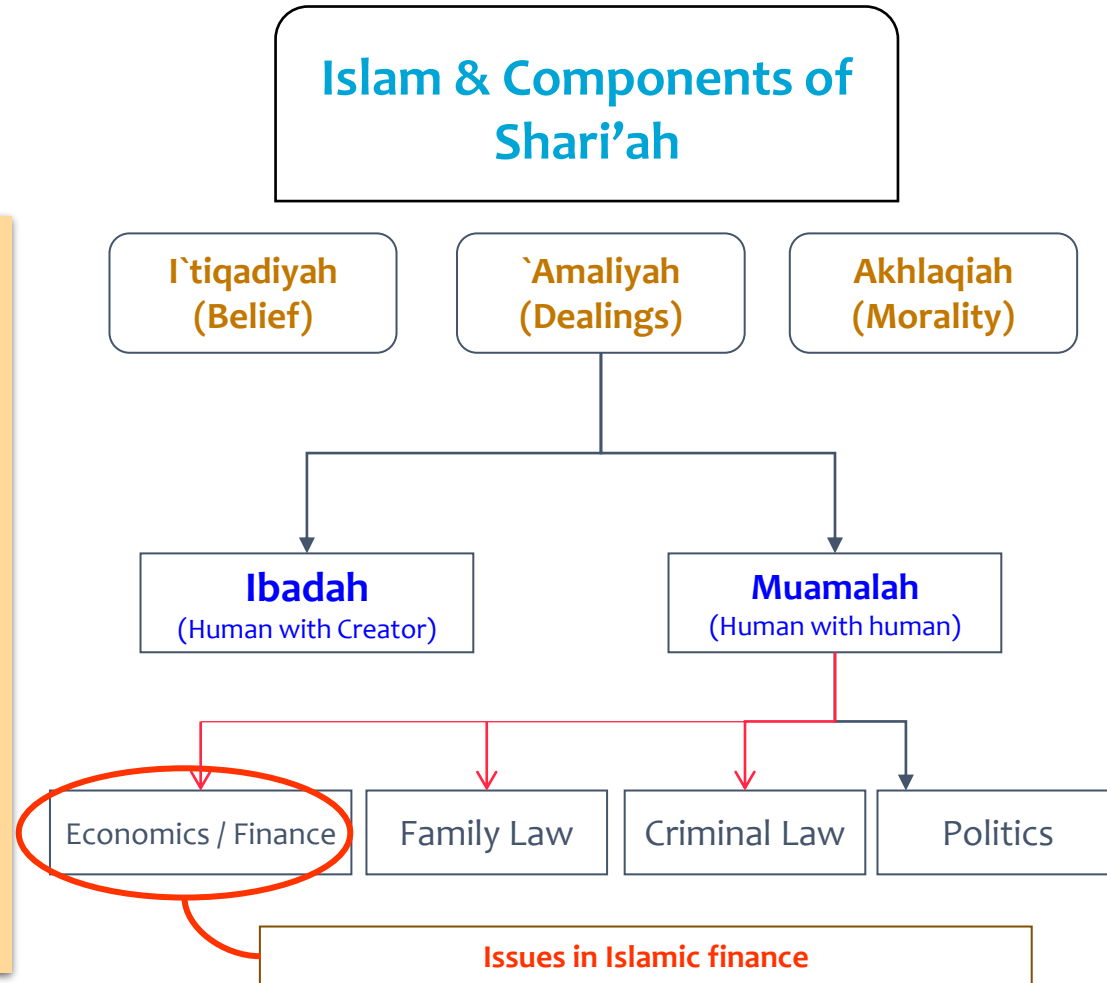 Islam & Components of
Shari’ah
I`tiqadiyah
(Belief)
`Amaliyah
(Dealings)
Akhlaqiah
(Morality)
Ibadah
(Human with Creator)
Muamalah
(Human with human)
Economics / Finance
Family Law
Criminal Law
Politics
Issues in Islamic finance